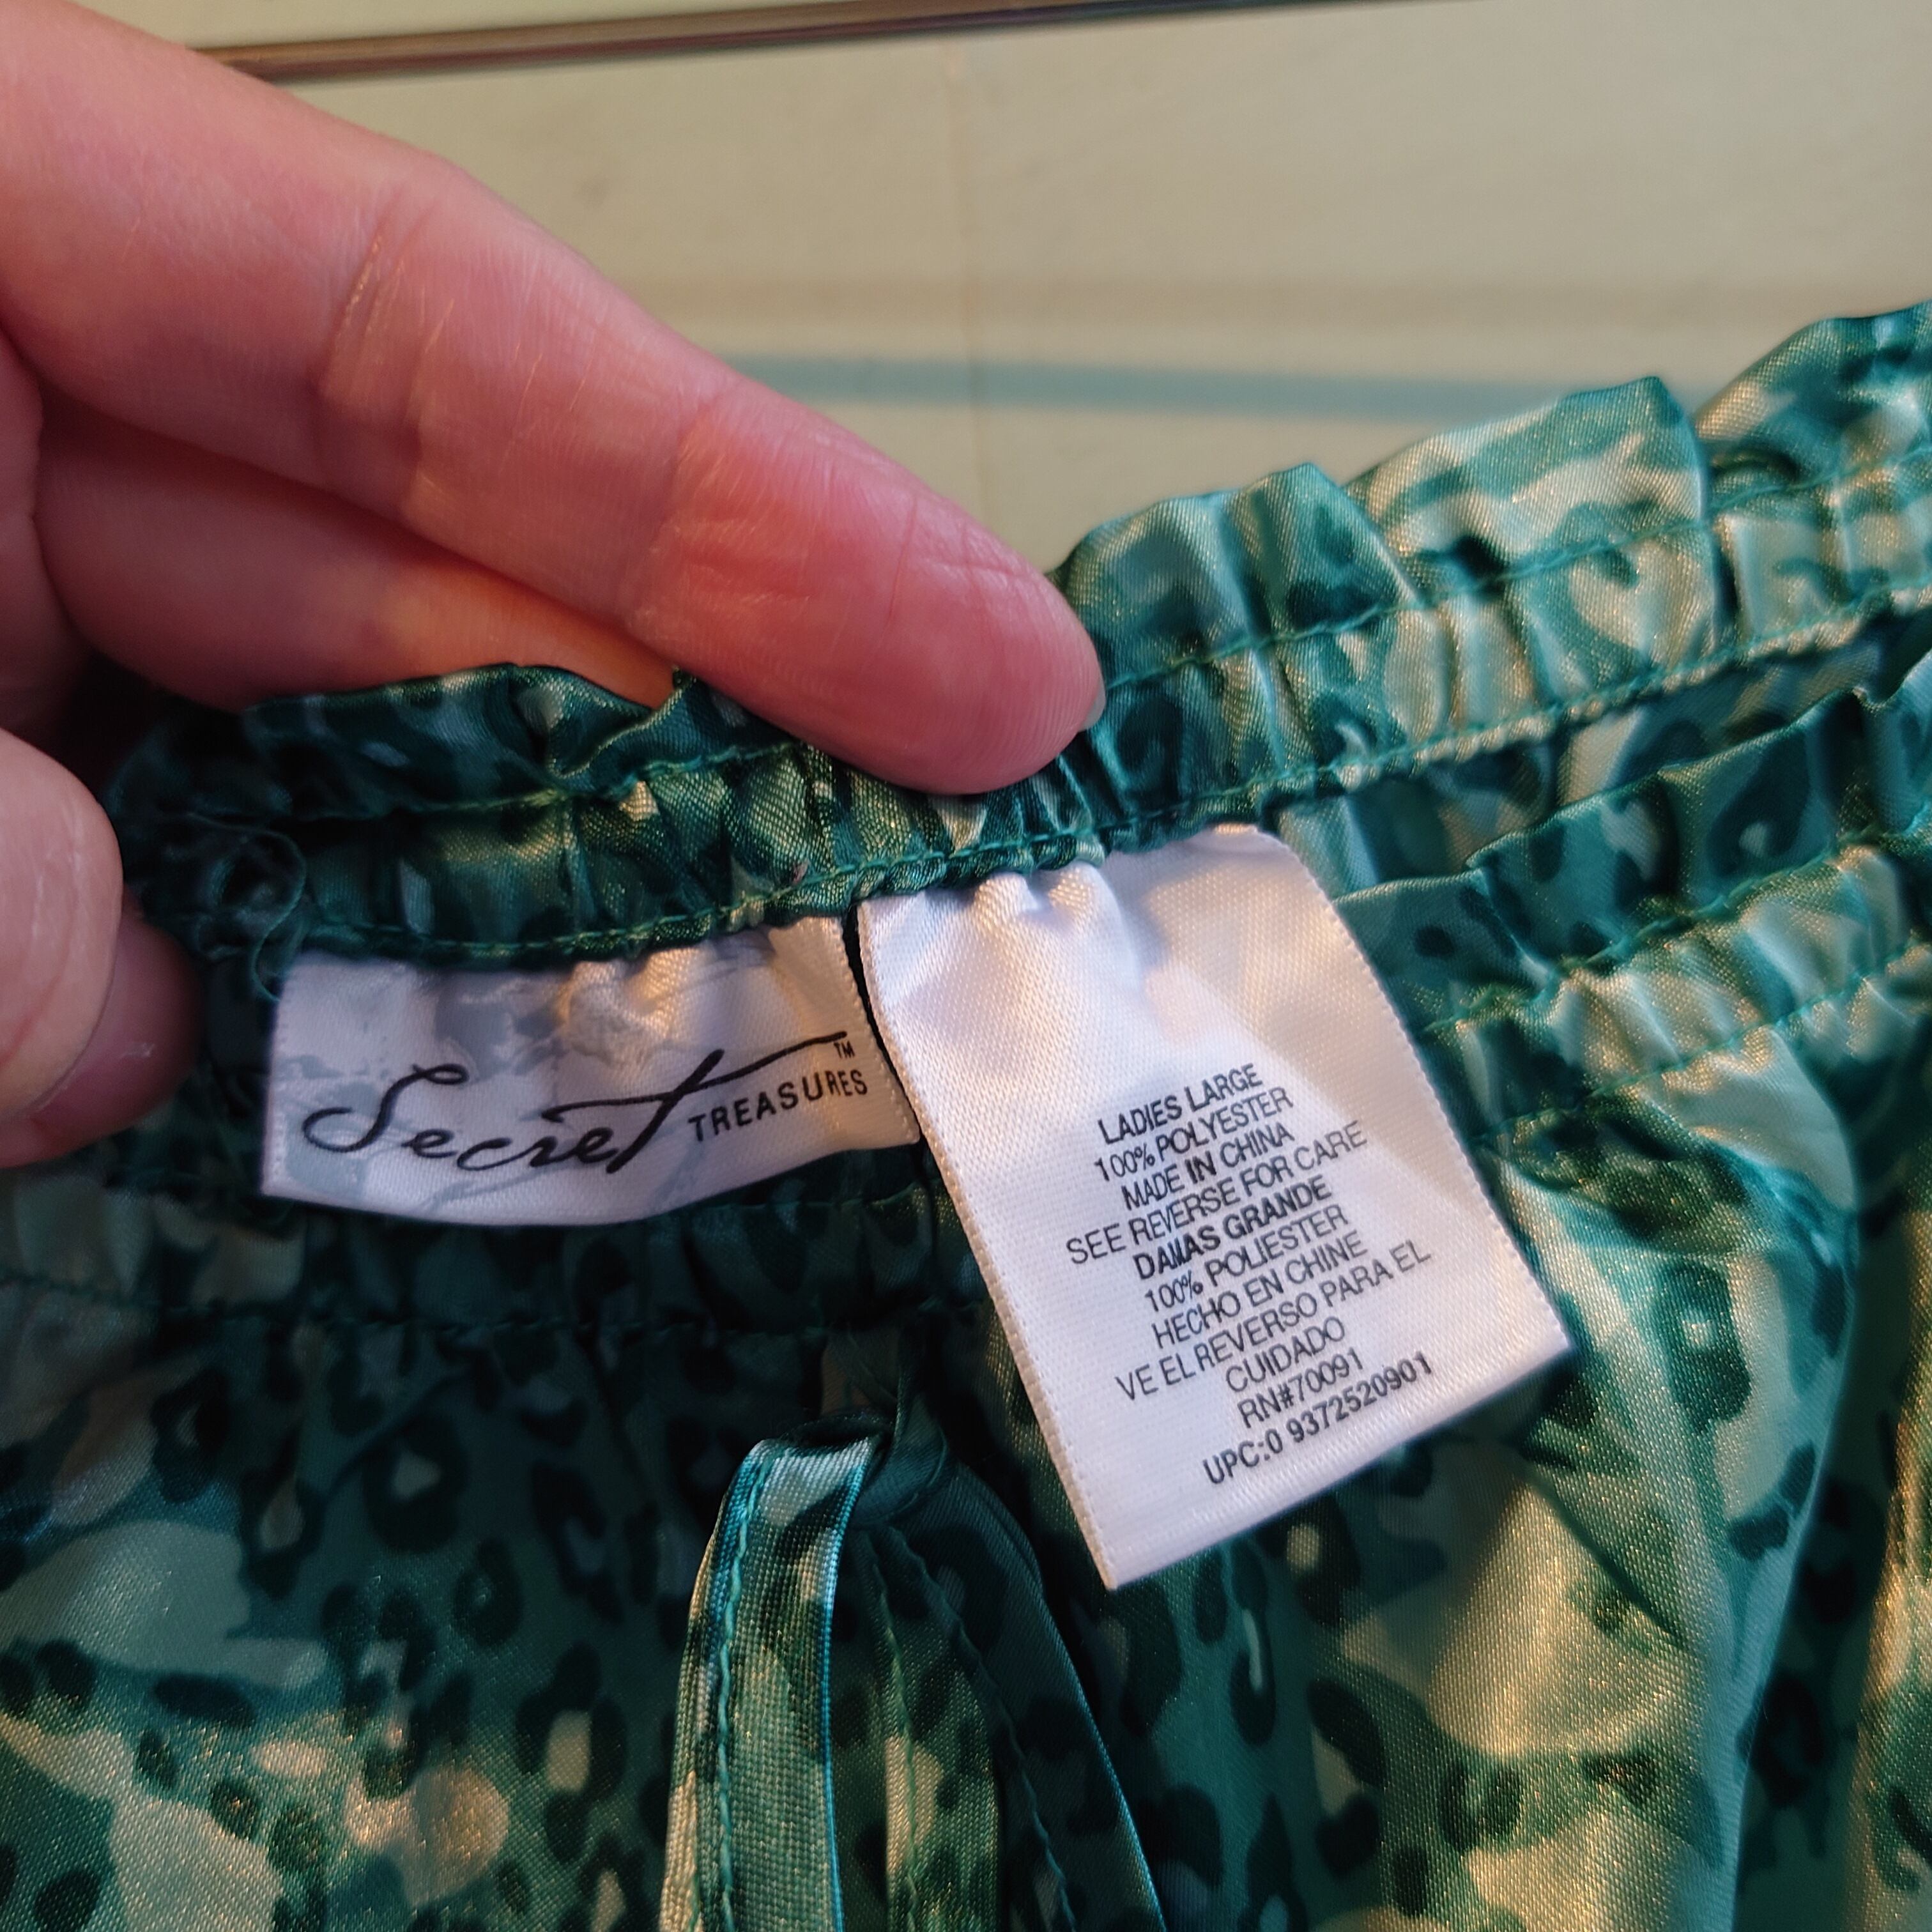 Secret TREASURES™
LADIES LARGE
100% POLYESTER
MADE IN CHINA
SEE REVERSE FOR CARE
DAMAS GRANDE
100% POLIESTER
HECHO EN CHINE
VE EL REVERSO PARA EL
CUIDADO
RN#70091
UPC:0 9372520901